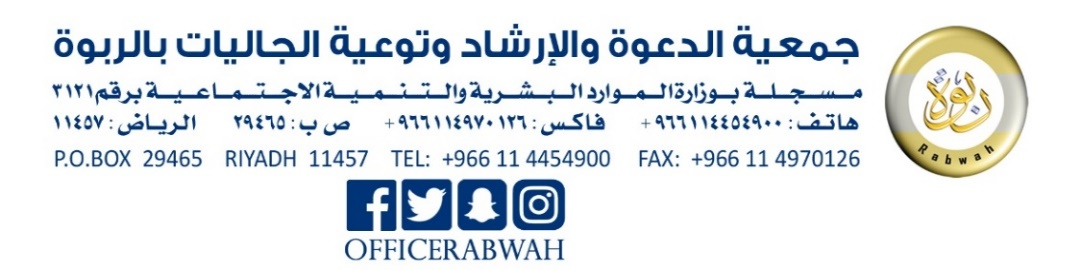 جمعية الدعوة والإرشاد وتوعية الجاليات بالربوة
مسجلة بوزارة الموارد البشرية والتنمية الاجتماعية برقم ٣١٢١
هاتف: ٩٦٦١١٤٤٥٤٩٠٠+ فاكس: ٩٦٦١١٤٩٧٠١٢٦+ ص ب: ٢٩٤٦٥ الرياض: ١١٤٥٧
P.O.BOX 29465 RIYADH 11457 TEL: +966 11 4454900 FAX: +966 11 4970126
OFFICERABWAH
ربوة
Rabwah